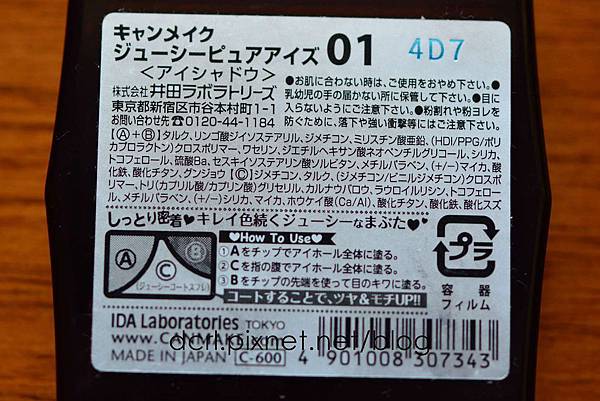 キャンメイク
ジューシーピュアアイズ 01 4D7
＜アイシャドウ＞
株式会社 井田ラボラトリーズ
東京都新宿区市谷本村町1-1
お問い合わせ先 ☎0120-44-1184
●お肌に合わない時は、ご使用をおやめ下さい。●
乳幼児の手の届かない所に保管して下さい。●目に
入らないようにご注意下さい。●粉割れや粉ヨレを
防ぐために、落下や強い衝撃等にはご注意下さい。
【Ⓐ+Ⓑ】タルク、リンゴ酸ジイソステアリル、ジメチコン、ミリスチン酸亜鉛、(HDI/PPG/ポリ
カプロラクトン)クロスポリマー、ワセリン、ジエチルヘキサン酸ネオペンチルグリコール、シリカ、
トコフェロール、硫酸Ba、セスキイソステアリン酸ソルビタン、メチルパラベン、(+/-)マイカ、酸
化鉄、酸化チタン、グンジョウ【Ⓒ】ジメチコン、タルク、(ジメチコン/ビニルジメチコン)クロスポ
リマー、トリ(カプリル酸/カプリン酸)グリセリル、カルナウバロウ、ラウロイルリシン、トコフェロ
ール、メチルパラベン、(+/-)シリカ、マイカ、ホウケイ酸(Ca/Al)、酸化チタン、酸化鉄、酸化スズ
しっとり密着♥キレイ色続くジューシーなまぶた♥
♥How To Use♥
①Ⓐをチップでアイホール全体に塗る。
②Ⓒを指の腹でアイホール全体に塗る。
③Ⓑをチップの先端を使って目のキワに塗る。
コートすることで、ツヤ&モチUP!!
Ⓐ
Ⓑ
Ⓒ
(ジューシーコートスフレ)
プラ
容器
フィルム
IDA Laboratories TOKYO
MADE IN JAPAN C-600
4 901008 307343
dcrl.pixnet.net/blog